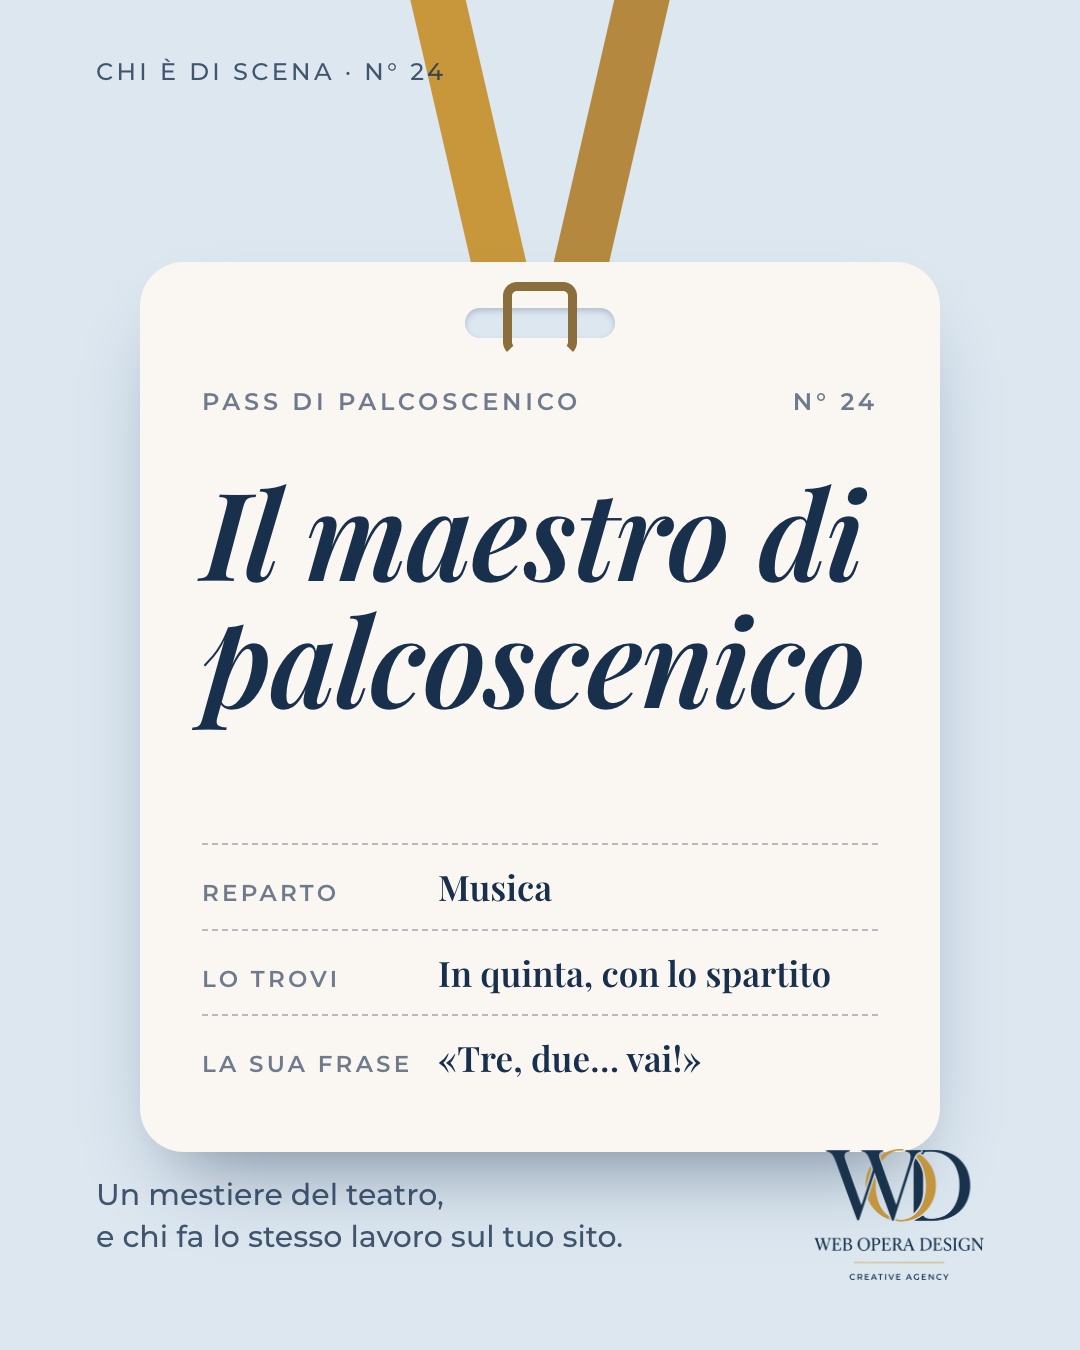 CHI È DI SCENA · N° 24
PASS DI PALCOSCENICO N° 24
Il maestro di
palcoscenico
REPARTO Musica
LO TROVI In quinta, con lo spartito
LA SUA FRASE «Tre, due… vai!»
Un mestiere del teatro,
e chi fa lo stesso lavoro sul tuo sito.
WOD
WEB OPERA DESIGN
CREATIVE AGENCY